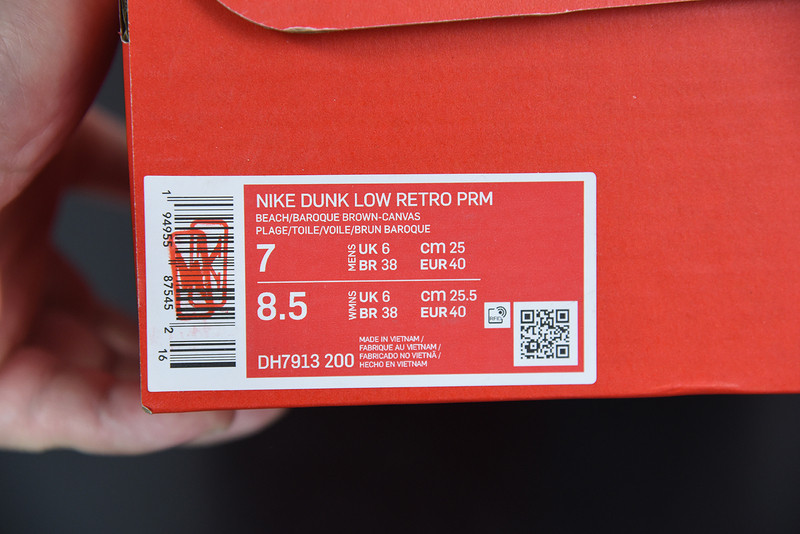 NIKE DUNK LOW RETRO PRM
BEACH/BAROQUE BROWN-CANVAS
PLAGE/TOILE/VOILE/BRUN BAROQUE
7 MENS UK 6 cm 25
BR 38 EUR 40
8.5 WMNS UK 6 cm 25.5
BR 38 EUR 40
RFID
DH7913 200
MADE IN VIETNAM /
FABRIQUÉ AU VIETNAM /
FABRICADO NO VIETNÃ /
HECHO EN VIETNAM
1 94955 87545 2 16